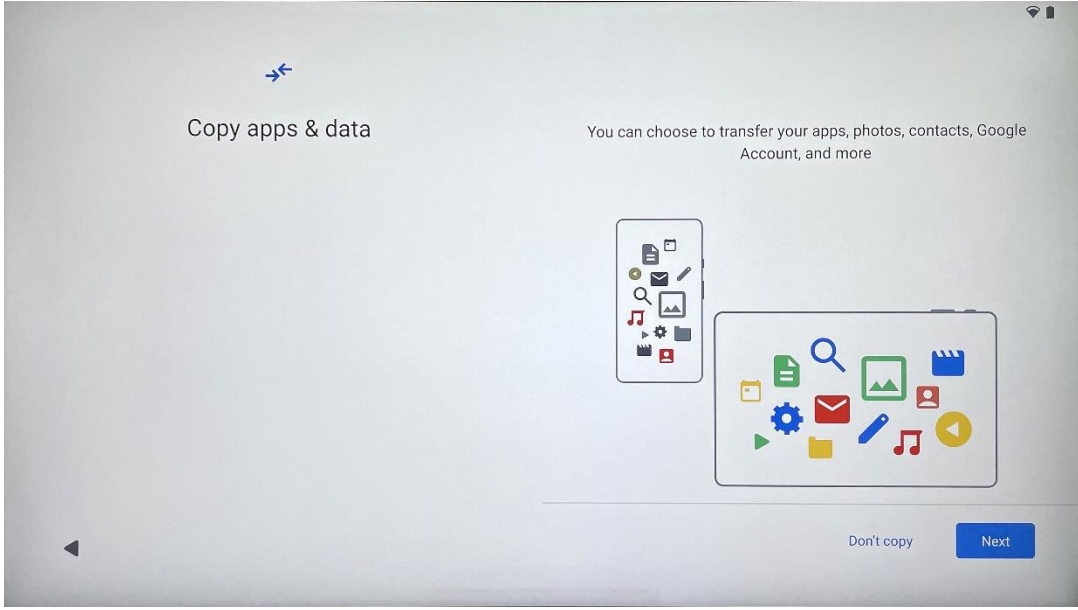 Copy apps & data
You can choose to transfer your apps, photos, contacts, Google
Account, and more
Don't copy
Next